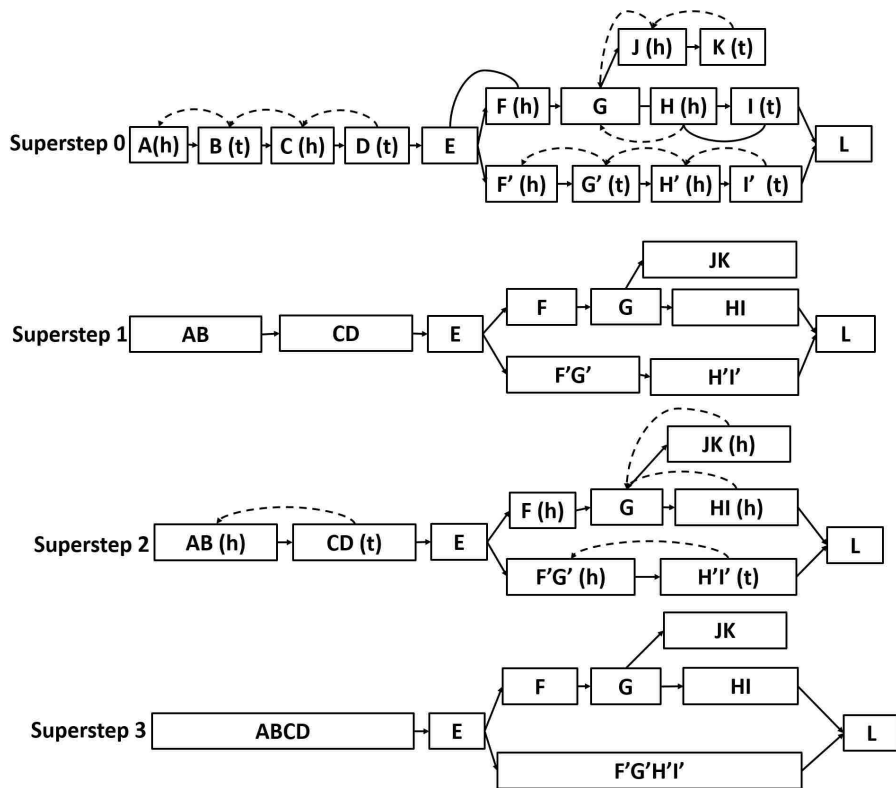 J (h) K (t)
F (h) G H (h) I (t)
Superstep 0 A(h) B (t) C (h) D (t) E L
F' (h) G' (t) H' (h) I' (t)
JK
F G HI
Superstep 1 AB CD E L
F'G' H'I'
JK (h)
F (h) G HI (h)
Superstep 2 AB (h) CD (t) E L
F'G' (h) H'I' (t)
JK
F G HI
Superstep 3 ABCD E L
F'G'H'I'